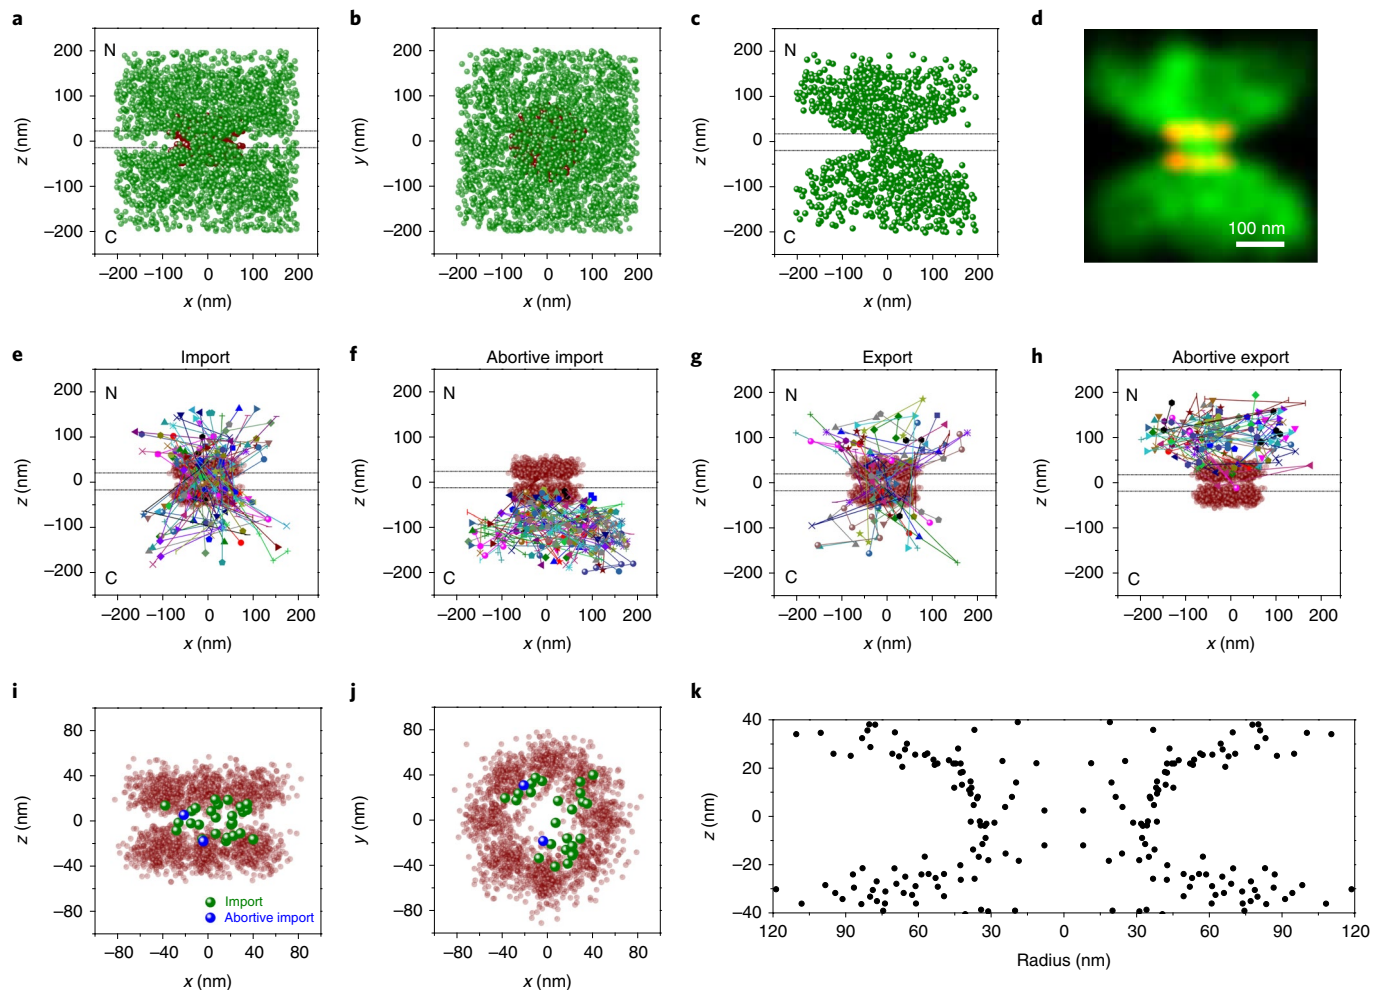 a
b
c
d
200
100
0
−100
−200
z (nm)
N
C
−200 −100 0 100 200
x (nm)
200
100
0
−100
−200
y (nm)
−200 −100 0 100 200
x (nm)
200
100
0
−100
−200
z (nm)
N
C
−200 −100 0 100 200
x (nm)
100 nm
e
f
g
h
Import
200
100
0
−100
−200
z (nm)
N
C
−200 −100 0 100 200
x (nm)
Abortive import
200
100
0
−100
−200
z (nm)
−200 −100 0 100 200
x (nm)
Export
200
100
0
−100
−200
z (nm)
N
C
−200 −100 0 100 200
x (nm)
Abortive export
200
100
0
−100
−200
z (nm)
N
C
−200 −100 0 100 200
x (nm)
i
j
k
80
40
0
−40
−80
z (nm)
Import
Abortive import
−80 −40 0 40 80
x (nm)
80
40
0
−40
−80
y (nm)
−80 −40 0 40 80
x (nm)
40
20
0
−20
−40
z (nm)
120 90 60 30 0 30 60 90 120
Radius (nm)